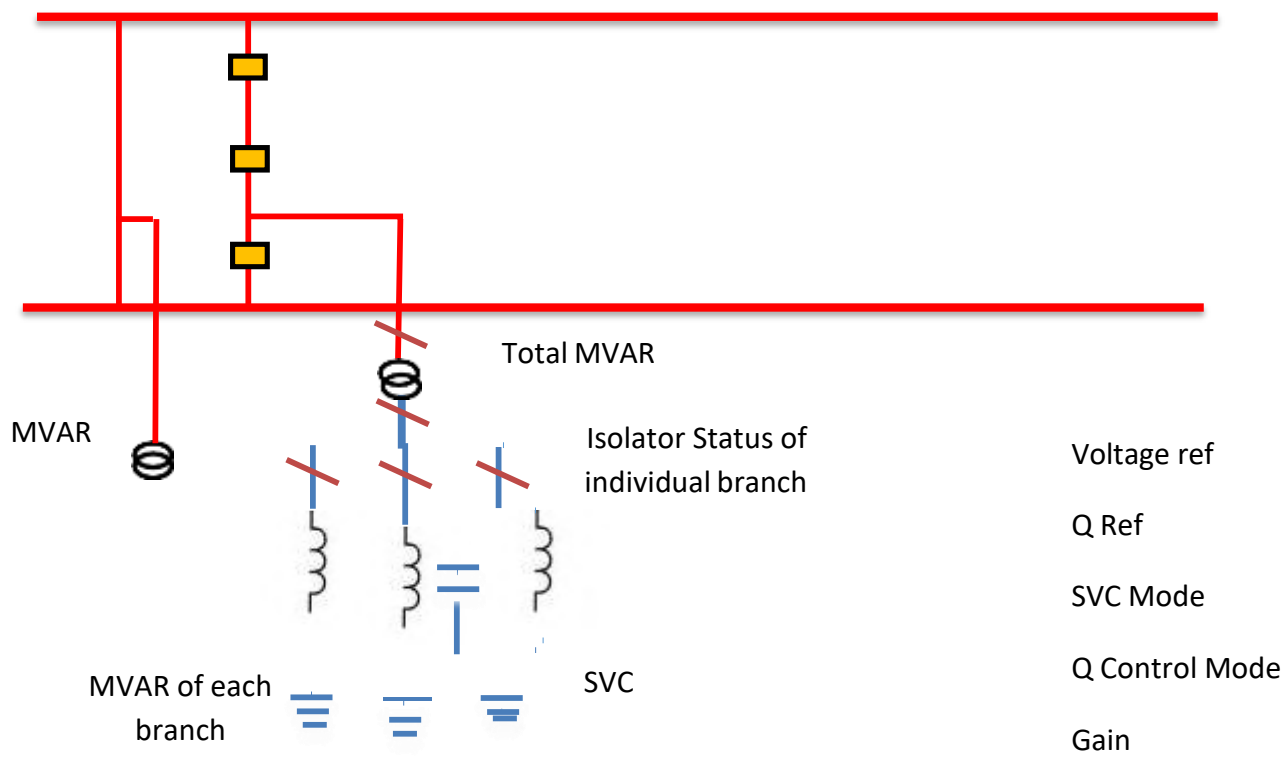 Total MVAR
MVAR
Isolator Status of
individual branch
Voltage ref
Q Ref
SVC Mode
Q Control Mode
Gain
MVAR of each
branch
SVC